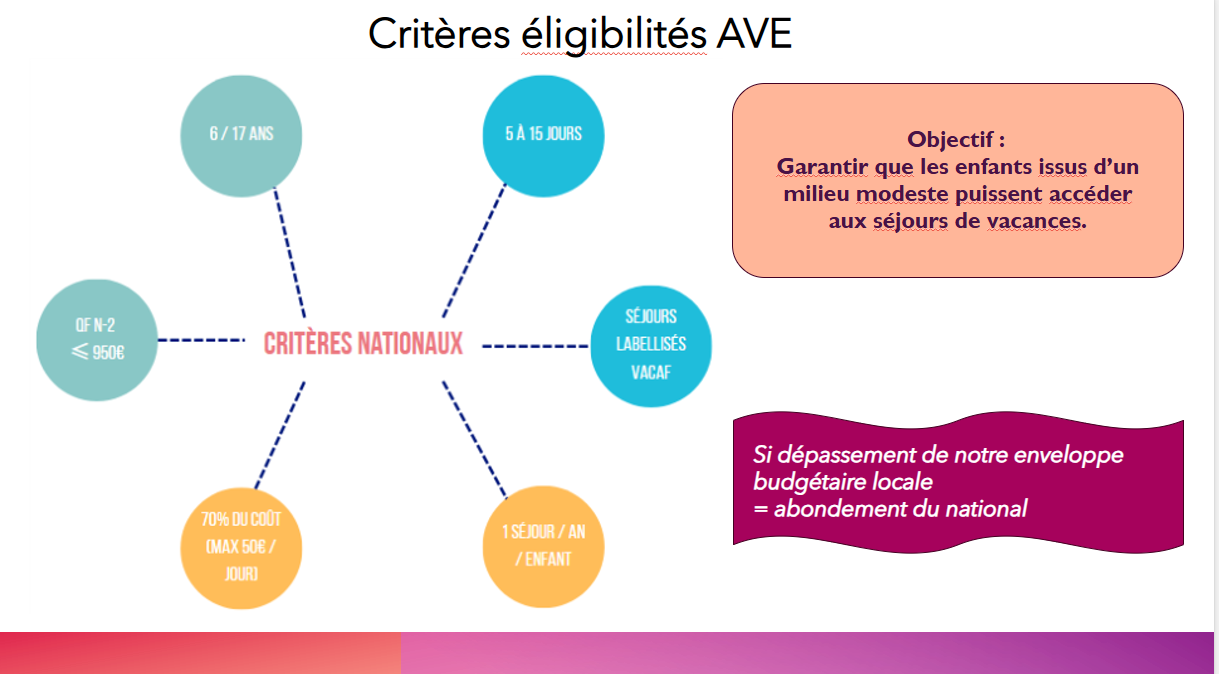 Critères éligibilités AVE
6 / 17 ANS
5 À 15 JOURS
Objectif :
Garantir que les enfants issus d’un
milieu modeste puissent accéder
aux séjours de vacances.
QF N-2
⩽ 950€
CRITÈRES NATIONAUX
SÉJOURS
LABELLISÉS
VACAF
70% DU COÛT
(MAX 50€ /
JOUR)
1 SÉJOUR / AN
/ ENFANT
Si dépassement de notre enveloppe
budgétaire locale
= abondement du national